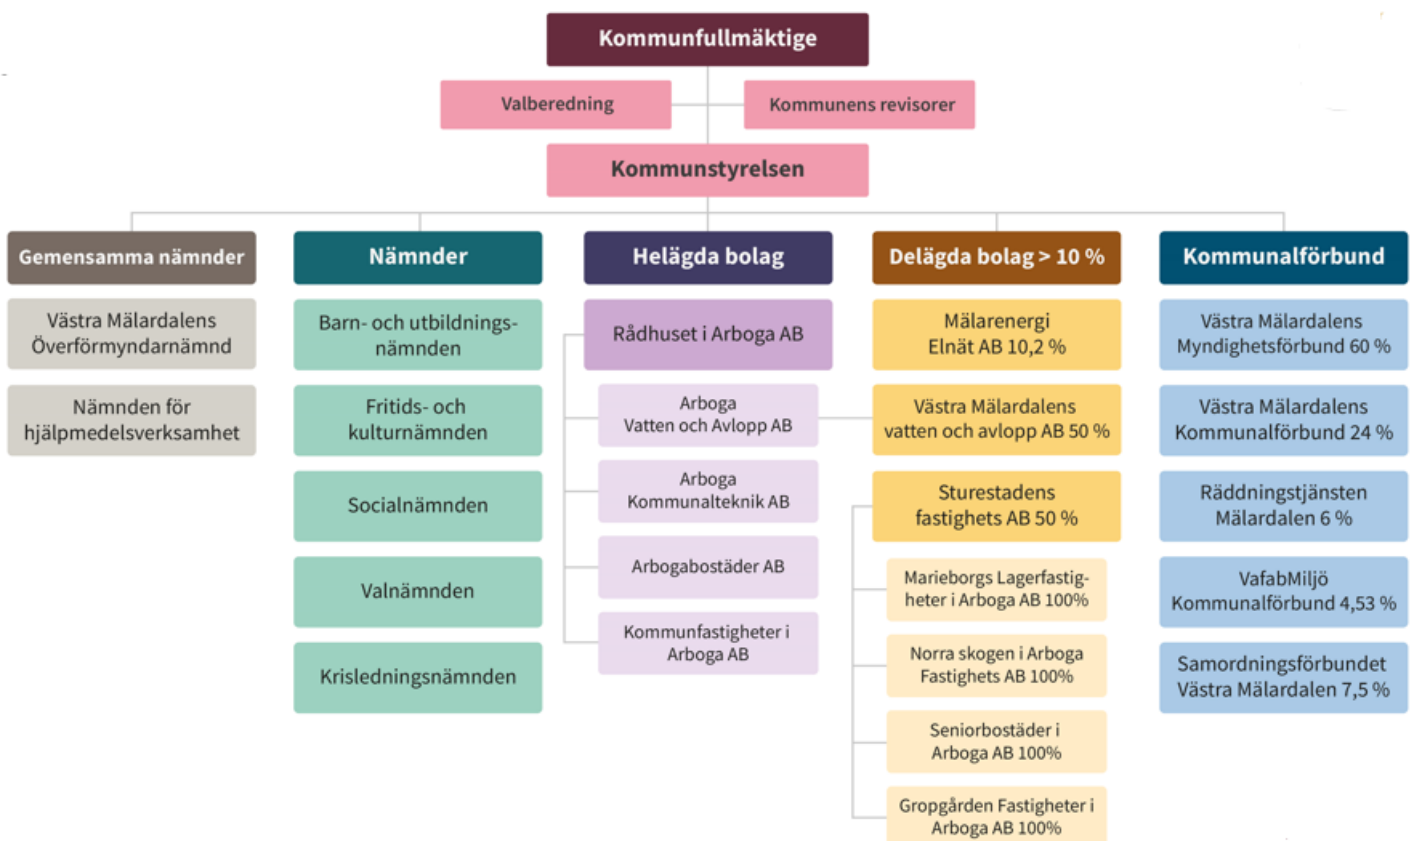 Kommunfullmäktige
Valberedning
Kommunens revisorer
Kommunstyrelsen
Gemensamma nämnder
Västra Mälardalens
Överförmyndarnämnd
Nämnden för
hjälpmedelsverksamhet
Nämnder
Barn- och utbildnings-
nämnden
Fritids- och
kulturnämnden
Socialnämnden
Valnämnden
Krisledningsnämnden
Helägda bolag
Rådhuset i Arboga AB
Arboga
Vatten och Avlopp AB
Arboga
Kommunalteknik AB
Arbogabostäder AB
Kommunfastigheter i
Arboga AB
Delägda bolag > 10 %
Mälarenergi
Elnät AB 10,2 %
Västra Mälardalens
vatten och avlopp AB 50 %
Sturestadens
fastighets AB 50 %
Marieborgs Lagerfastig-
heter i Arboga AB 100%
Norra skogen i Arboga
Fastighets AB 100%
Seniorbostäder i
Arboga AB 100%
Gropgården Fastigheter i
Arboga AB 100%
Kommunalförbund
Västra Mälardalens
Myndighetsförbund 60 %
Västra Mälardalens
Kommunalförbund 24 %
Räddningstjänsten
Mälardalen 6 %
VafabMiljö
Kommunalförbund 4,53 %
Samordningsförbundet
Västra Mälardalen 7,5 %